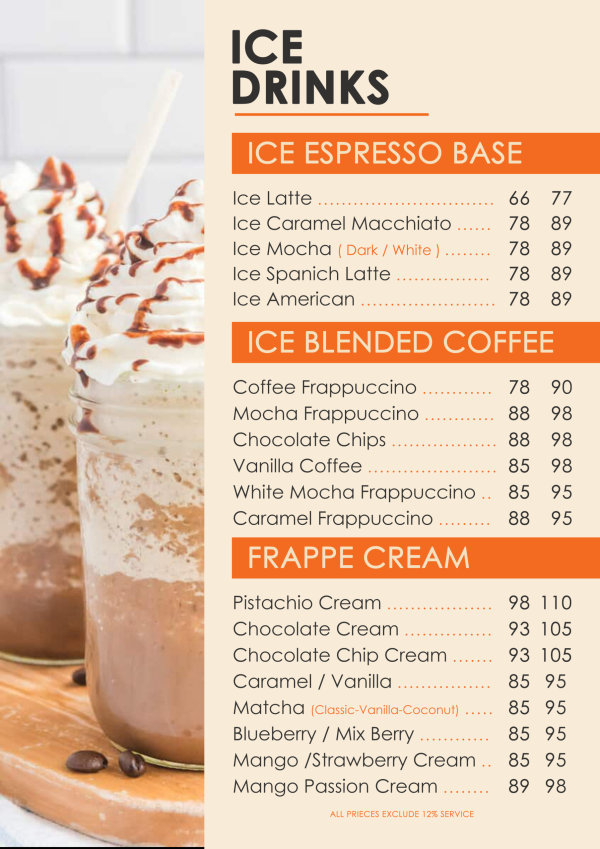 ICE
DRINKS
ICE ESPRESSO BASE
Ice Latte .............................. 66 77
Ice Caramel Macchiato ...... 78 89
Ice Mocha ( Dark / White ) ........ 78 89
Ice Spanich Latte ................ 78 89
Ice American ....................... 78 89
ICE BLENDED COFFEE
Coffee Frappuccino ............ 78 90
Mocha Frappuccino ............ 88 98
Chocolate Chips .................. 88 98
Vanilla Coffee ...................... 85 98
White Mocha Frappuccino .. 85 95
Caramel Frappuccino ......... 88 95
FRAPPE CREAM
Pistachio Cream .................. 98 110
Chocolate Cream ............... 93 105
Chocolate Chip Cream ....... 93 105
Caramel / Vanilla ................ 85 95
Matcha (Classic-Vanilla-Coconut) ..... 85 95
Blueberry / Mix Berry ............ 85 95
Mango /Strawberry Cream .. 85 95
Mango Passion Cream ........ 89 98
ALL PRIECES EXCLUDE 12% SERVICE